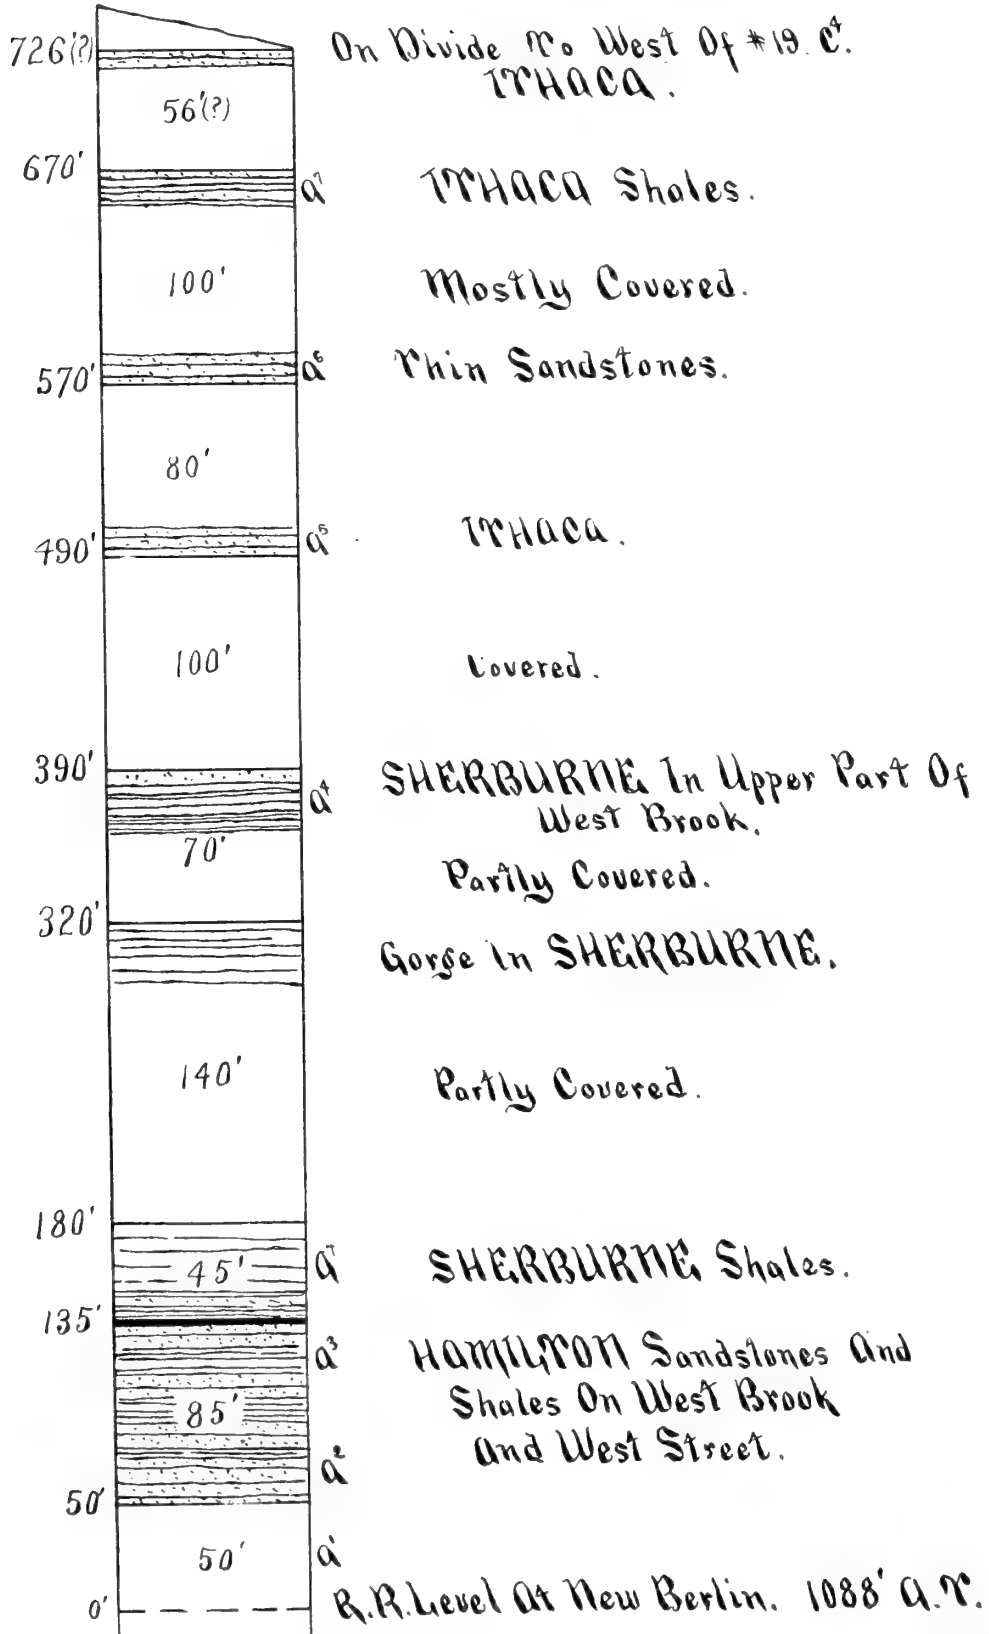 726'(?) On Divide To West Of #19 C⁴.
ITHACA.
56'(?)
670' A⁷ ITHACA Shales.
100' Mostly Covered.
570' A⁶ Thin Sandstones.
80'
490' A⁵ ITHACA.
100' Covered.
390' A⁴ SHERBURNE In Upper Part Of
West Brook.
70' Partly Covered.
320'
Gorge In SHERBURNE.
140' Partly Covered.
180'
45' SHERBURNE Shales.
135'
A³ HAMILTON Sandstones And
Shales On West Brook
85'
And West Street.
A²
50'
50' A¹
0' R.R. Level At New Berlin. 1088' A.T.